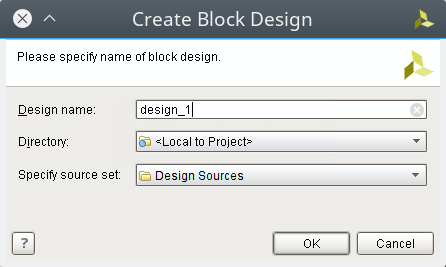 Create Block Design
Please specify name of block design.
Design name: design_1
Directory: <Local to Project>
Specify source set: Design Sources
? OK Cancel